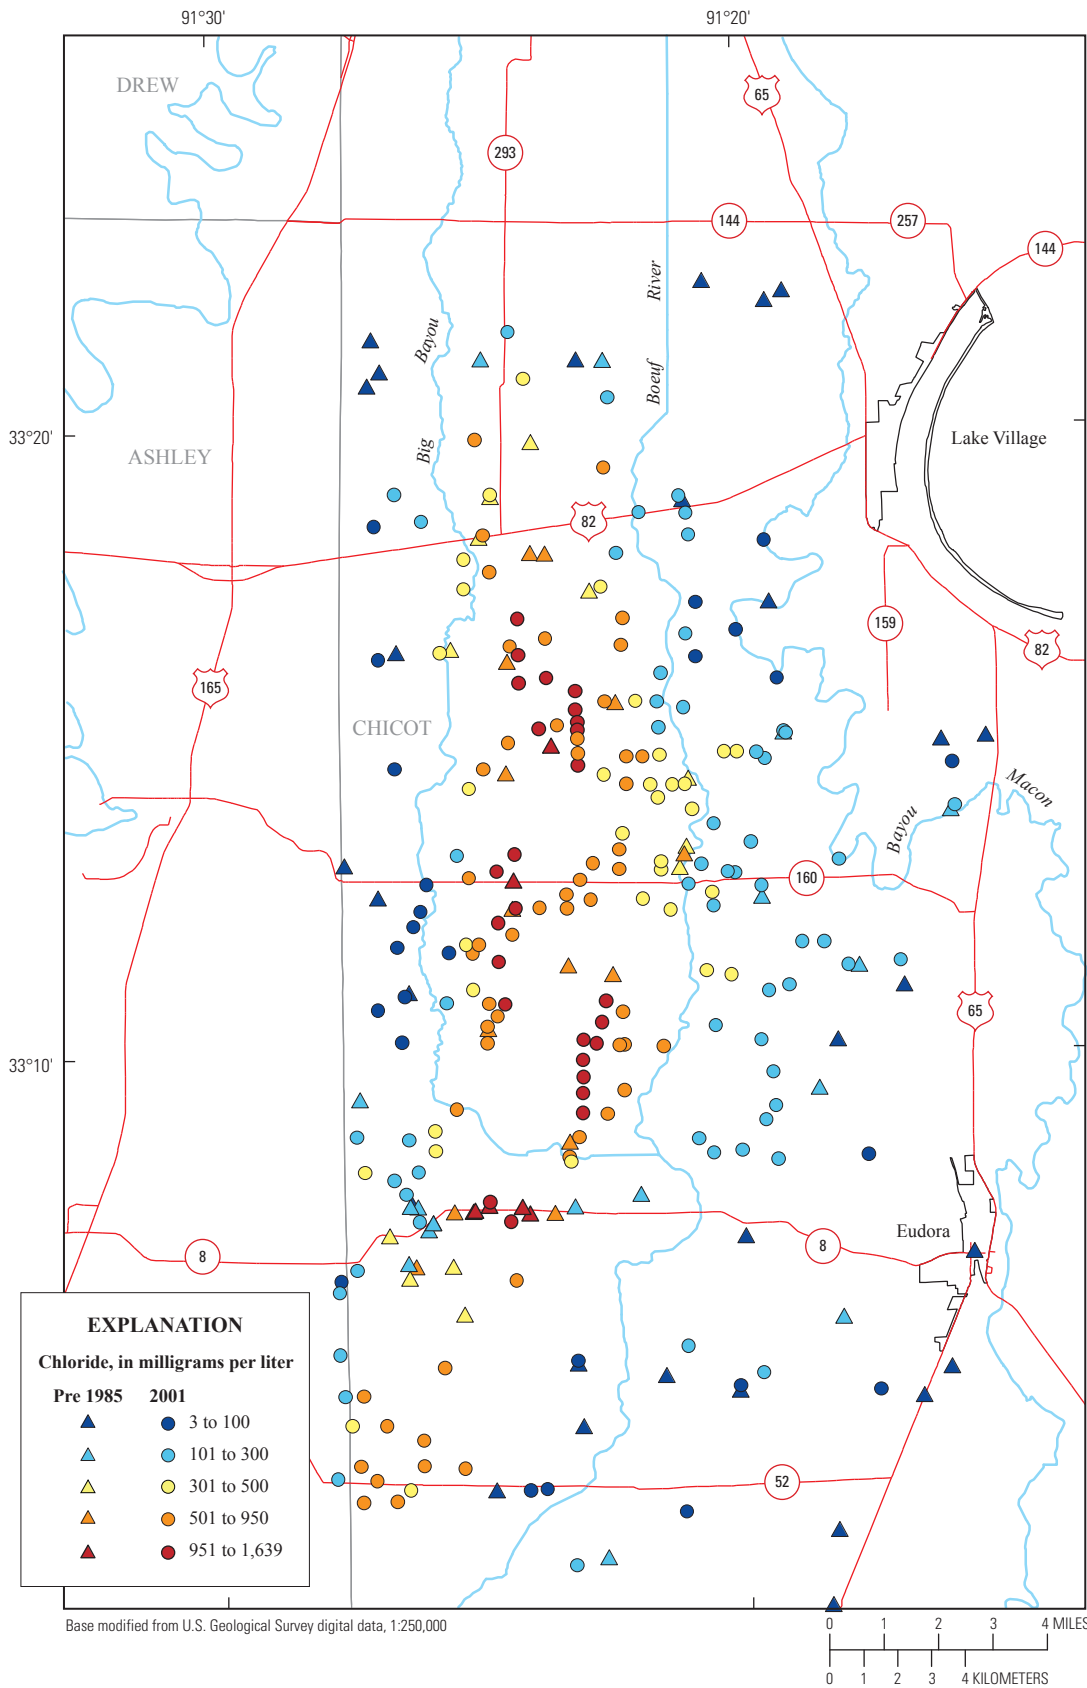 91°30'
91°20'
DREW
65
293
144
257
144
River
Bayou
Boeuf
33°20'
Lake Village
ASHLEY
Big
82
159
82
165
CHICOT
Macon
Bayou
160
65
33°10'
Eudora
8
8
EXPLANATION
Chloride, in milligrams per liter
Pre 1985 2001
3 to 100
101 to 300
301 to 500
501 to 950
951 to 1,639
52
Base modified from U.S. Geological Survey digital data, 1:250,000
0 1 2 3 4 MILES
0 1 2 3 4 KILOMETERS